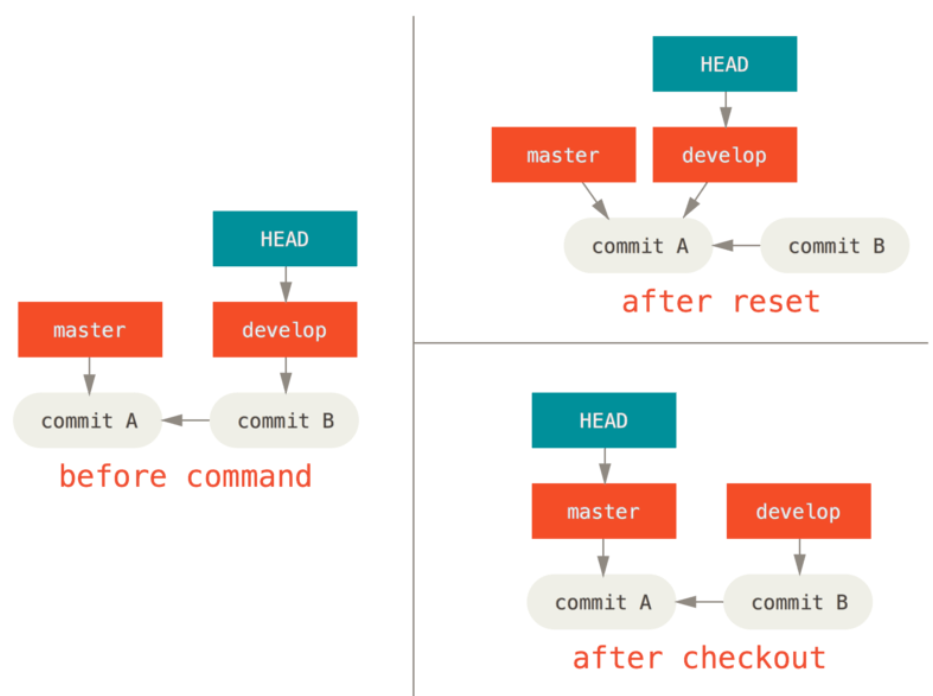 HEAD
master develop
commit A commit B
before command
HEAD
master develop
commit A commit B
after reset
HEAD
master develop
commit A commit B
after checkout